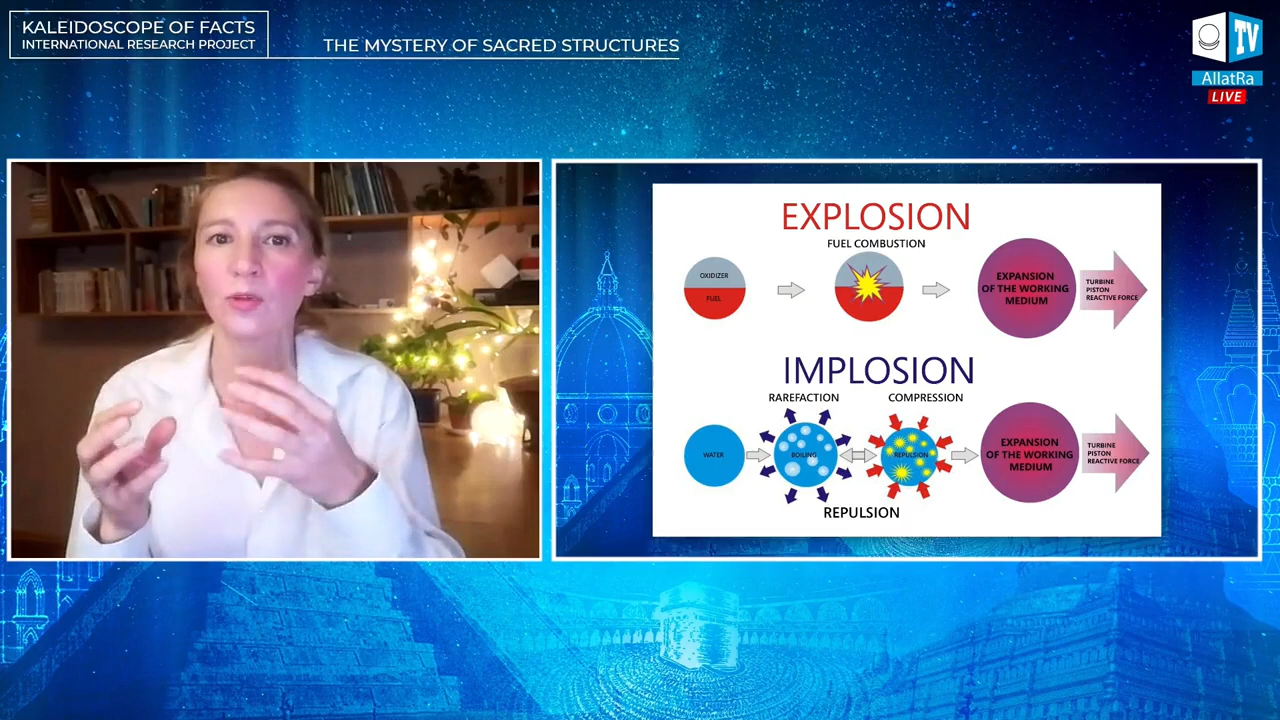 KALEIDOSCOPE OF FACTS
INTERNATIONAL RESEARCH PROJECT
THE MYSTERY OF SACRED STRUCTURES
TV
AllatRa
LIVE
EXPLOSION
FUEL COMBUSTION
OXIDIZER
FUEL
EXPANSION
OF THE WORKING
MEDIUM
TURBINE
PISTON
REACTIVE FORCE
IMPLOSION
RAREFACTION
COMPRESSION
WATER
BOILING
REPULSION
EXPANSION
OF THE WORKING
MEDIUM
TURBINE
PISTON
REACTIVE FORCE
REPULSION